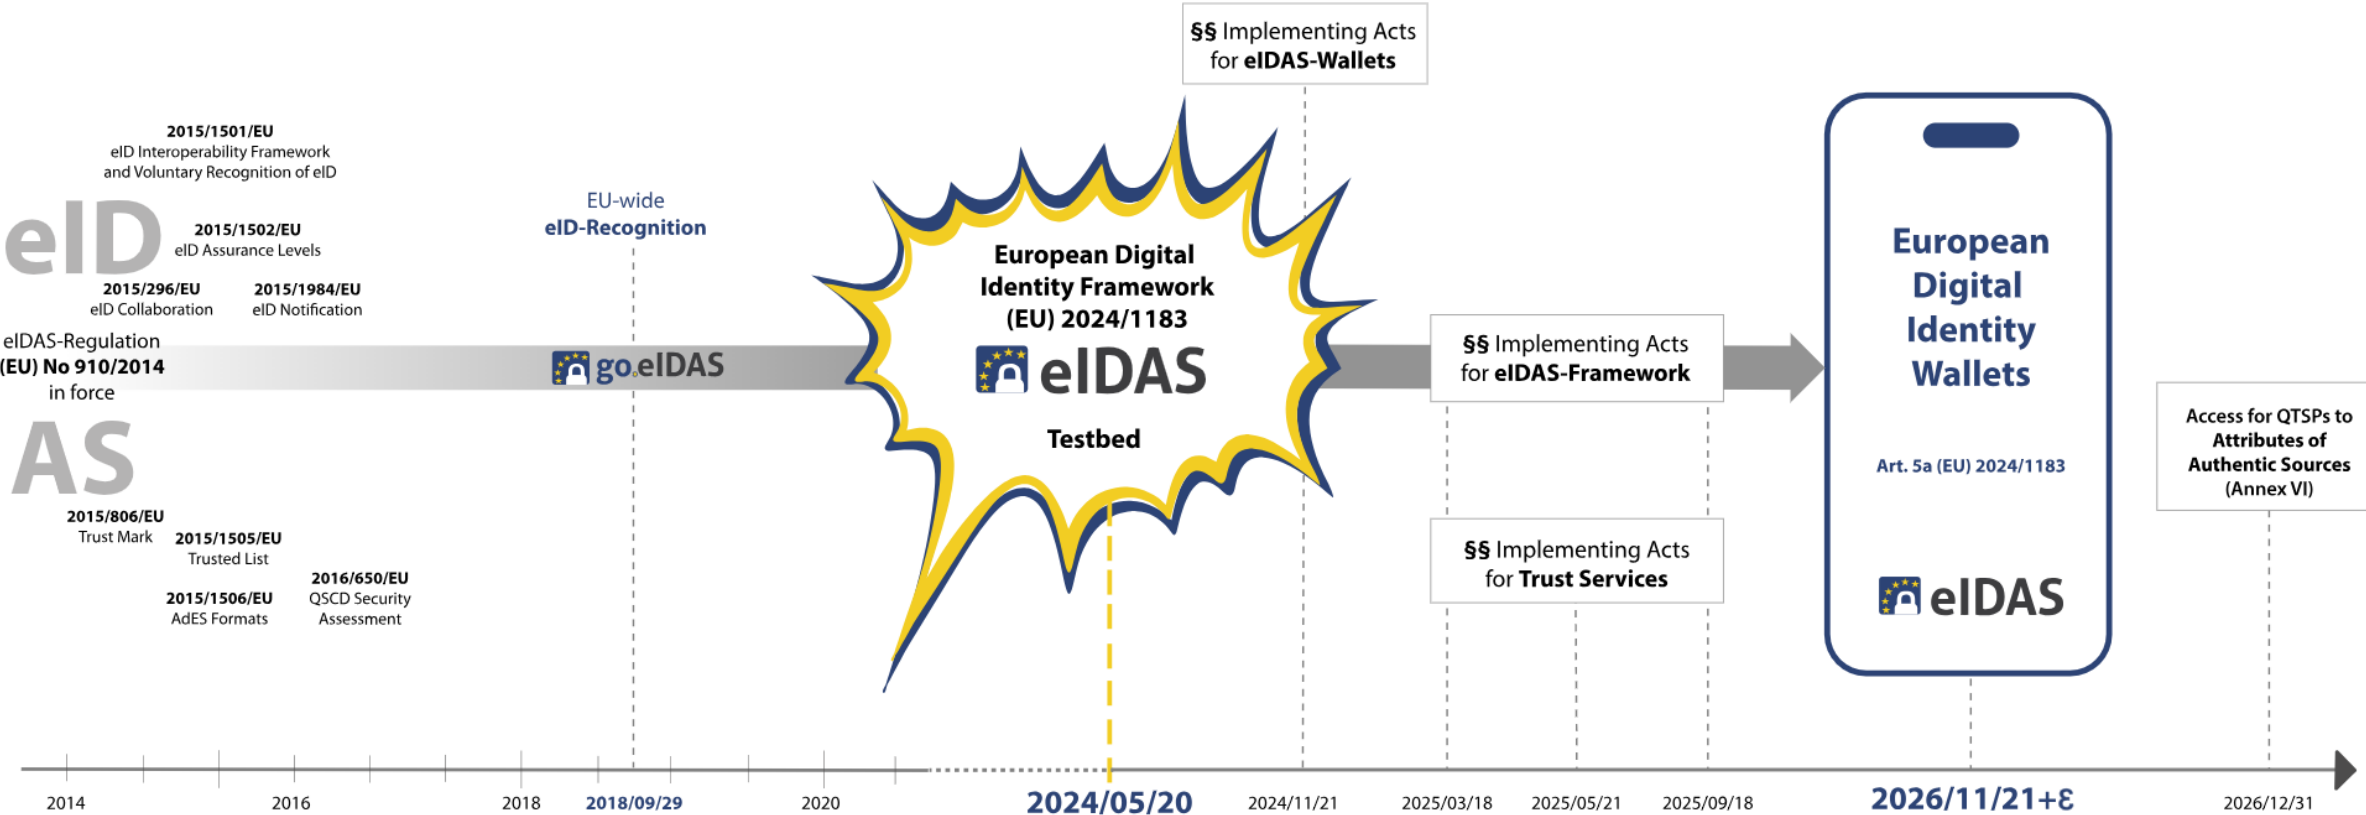 §§ Implementing Acts
for eIDAS-Wallets
2015/1501/EU
eID Interoperability Framework
and Voluntary Recognition of eID
eID
2015/1502/EU
eID Assurance Levels
2015/296/EU
eID Collaboration
2015/1984/EU
eID Notification
EU-wide
eID-Recognition
eIDAS-Regulation
(EU) No 910/2014
in force
go.eIDAS
AS
2015/806/EU
Trust Mark
2015/1505/EU
Trusted List
2015/1506/EU
AdES Formats
2016/650/EU
QSCD Security
Assessment
European Digital
Identity Framework
(EU) 2024/1183
eIDAS
Testbed
§§ Implementing Acts
for eIDAS-Framework
§§ Implementing Acts
for Trust Services
European
Digital
Identity
Wallets
Art. 5a (EU) 2024/1183
eIDAS
Access for QTSPs to
Attributes of
Authentic Sources
(Annex VI)
2014
2016
2018
2018/09/29
2020
2024/05/20
2024/11/21
2025/03/18
2025/05/21
2025/09/18
2026/11/21+Ɛ
2026/12/31